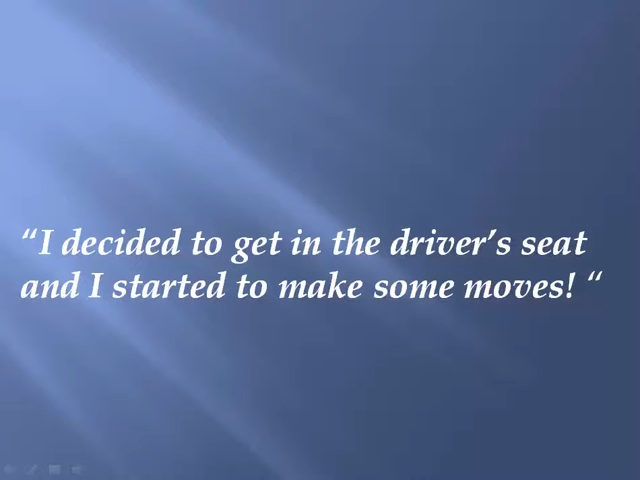 “I decided to get in the driver’s seat
and I started to make some moves! “